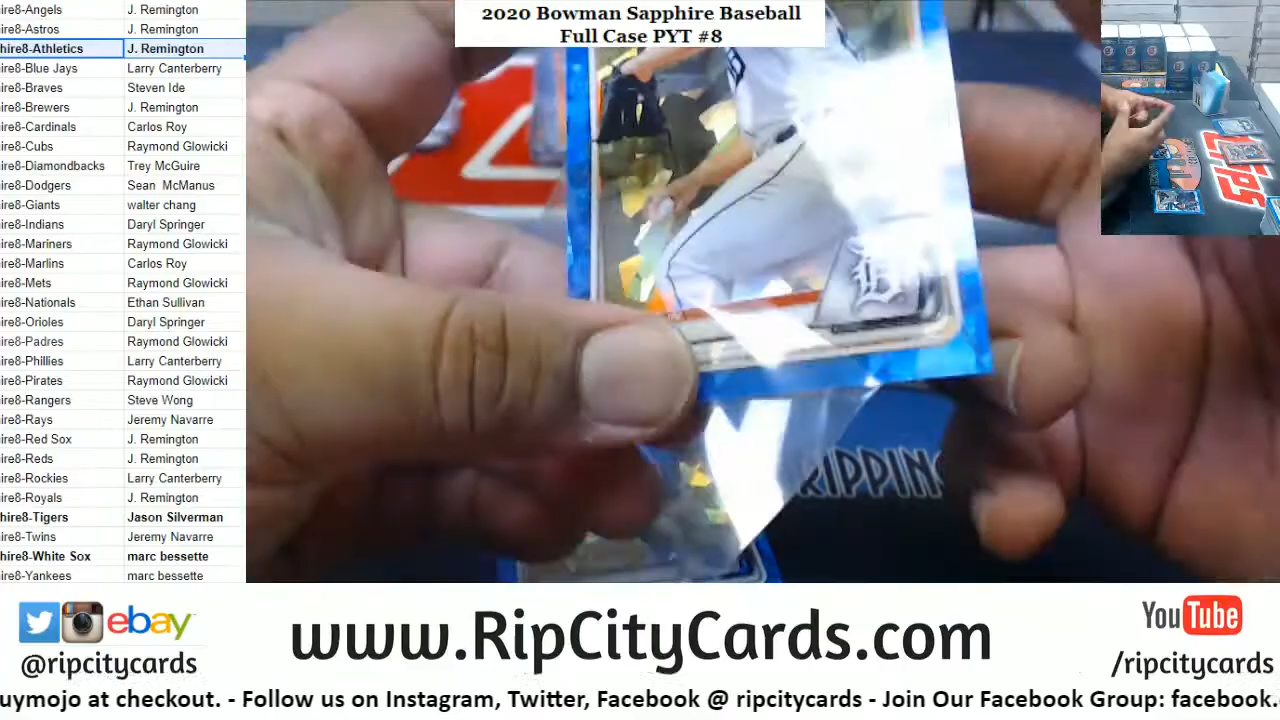 2020 Bowman Sapphire Baseball
Full Case PYT #8
ire8-Angels J. Remington
ire8-Astros J. Remington
hire8-Athletics J. Remington
ire8-Blue Jays Larry Canterberry
ire8-Braves Steven Ide
ire8-Brewers J. Remington
ire8-Cardinals Carlos Roy
ire8-Cubs Raymond Glowicki
ire8-Diamondbacks Trey McGuire
ire8-Dodgers Sean McManus
ire8-Giants walter chang
ire8-Indians Daryl Springer
ire8-Mariners Raymond Glowicki
ire8-Marlins Carlos Roy
ire8-Mets Raymond Glowicki
ire8-Nationals Ethan Sullivan
ire8-Orioles Daryl Springer
ire8-Padres Raymond Glowicki
ire8-Phillies Larry Canterberry
ire8-Pirates Raymond Glowicki
ire8-Rangers Steve Wong
ire8-Rays Jeremy Navarre
ire8-Red Sox J. Remington
ire8-Reds J. Remington
ire8-Rockies Larry Canterberry
ire8-Royals J. Remington
hire8-Tigers Jason Silverman
ire8-Twins Jeremy Navarre
hire8-White Sox marc bessette
ire8-Yankees marc bessette
RIPPING
ebay
@ripcitycards
www.RipCityCards.com
YouTube
/ripcitycards
uymojo at checkout. - Follow us on Instagram, Twitter, Facebook @ ripcitycards - Join Our Facebook Group: facebook.